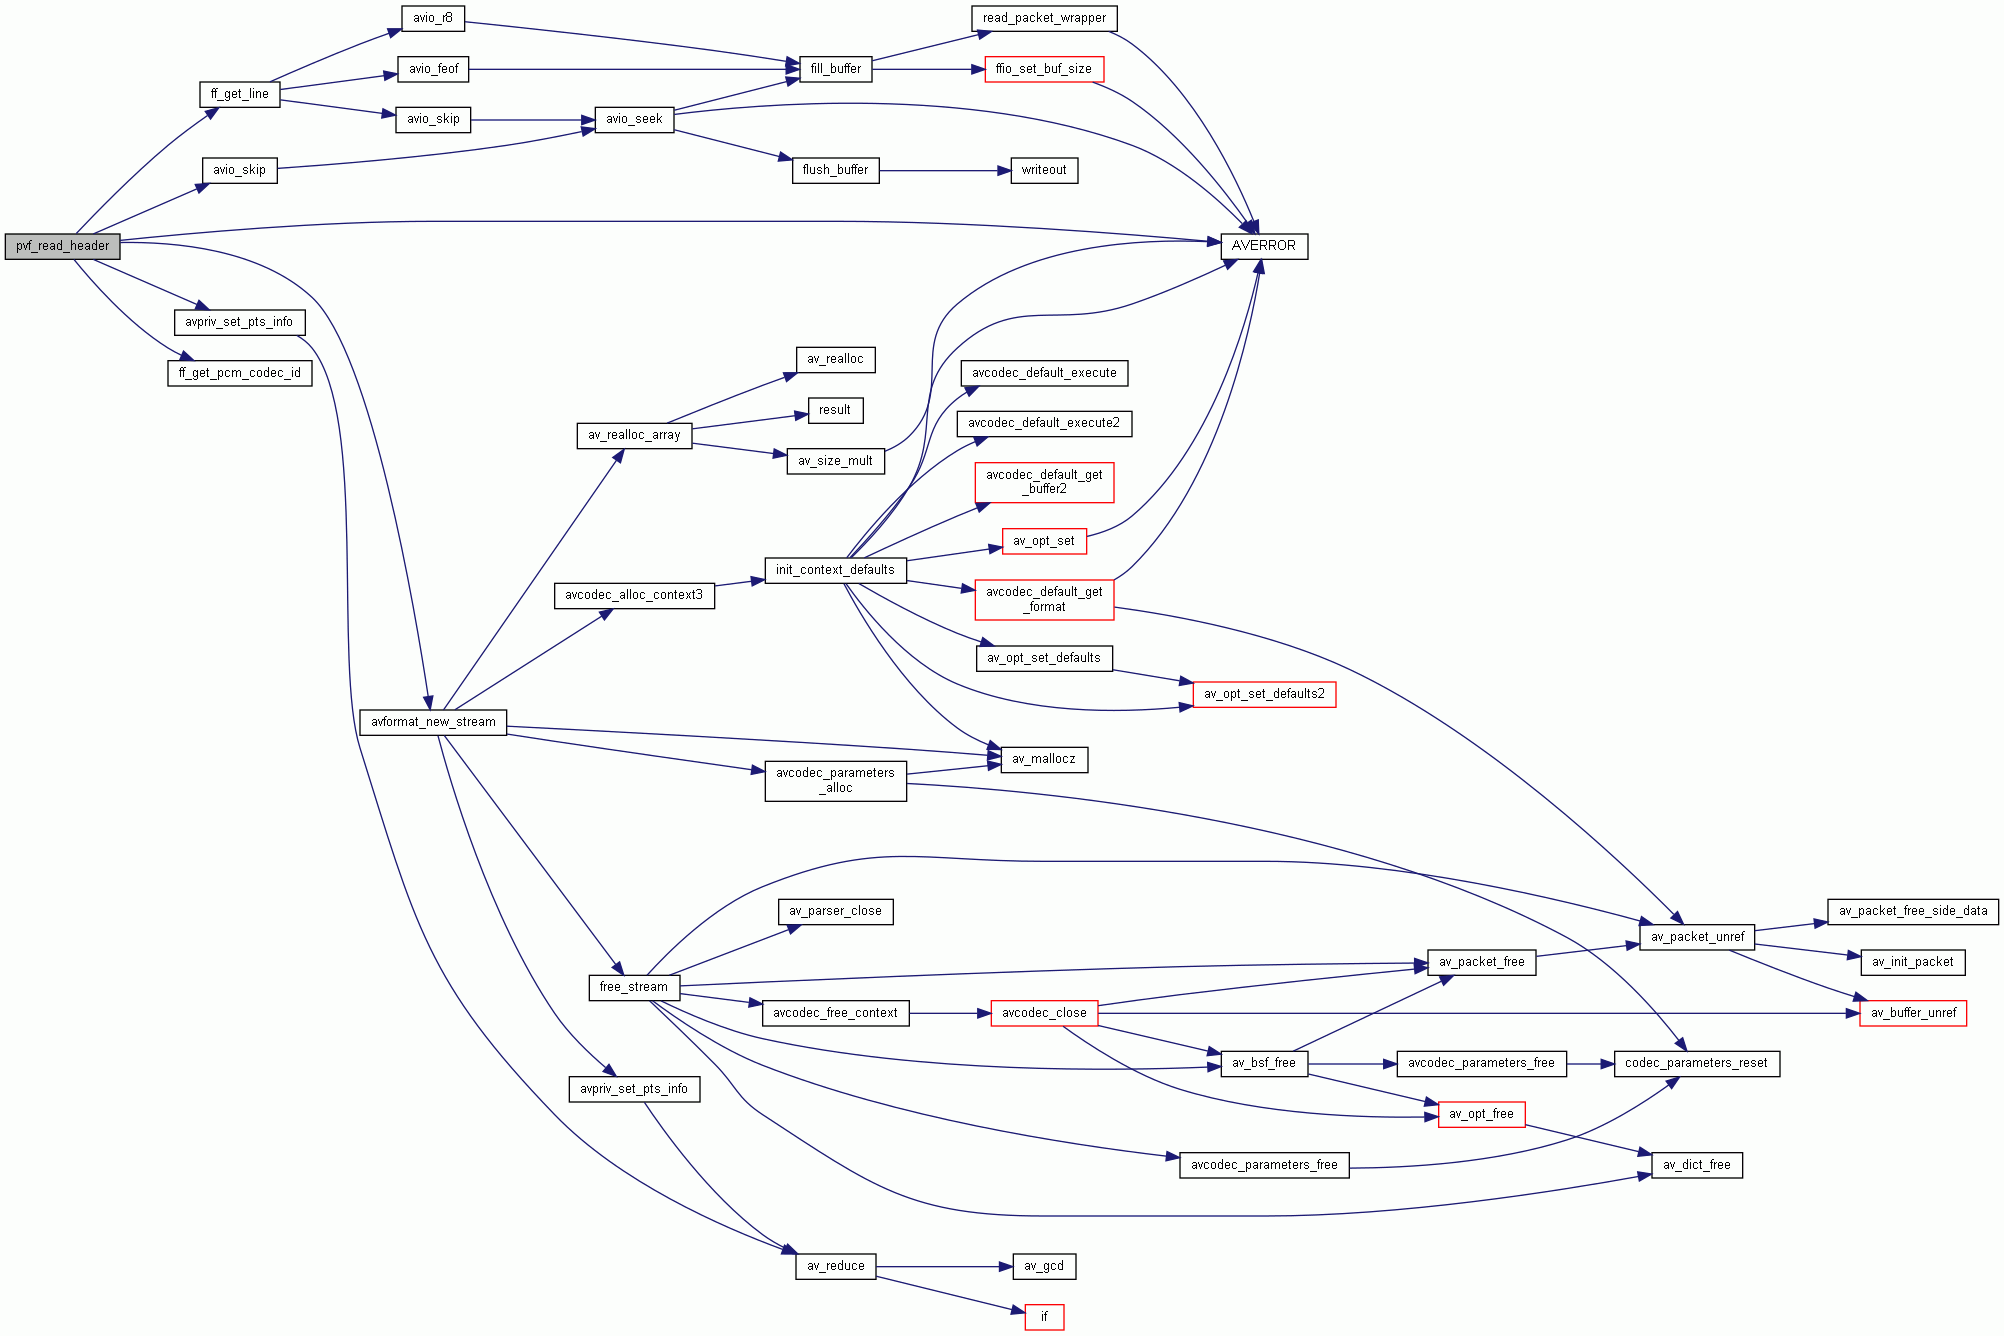 avio_r8
read_packet_wrapper
avio_feof
fill_buffer
ffio_set_buf_size
ff_get_line
avio_skip
avio_seek
avio_skip
flush_buffer
writeout
pvf_read_header
AVERROR
avpriv_set_pts_info
ff_get_pcm_codec_id
av_realloc
avcodec_default_execute
result
av_realloc_array
avcodec_default_execute2
av_size_mult
avcodec_default_get
_buffer2
av_opt_set
init_context_defaults
avcodec_alloc_context3
avcodec_default_get
_format
av_opt_set_defaults
av_opt_set_defaults2
avformat_new_stream
av_mallocz
avcodec_parameters
_alloc
av_parser_close
av_packet_free_side_data
av_packet_unref
av_packet_free
av_init_packet
free_stream
avcodec_free_context
avcodec_close
av_buffer_unref
av_bsf_free
avcodec_parameters_free
codec_parameters_reset
avpriv_set_pts_info
av_opt_free
avcodec_parameters_free
av_dict_free
av_reduce
av_gcd
if